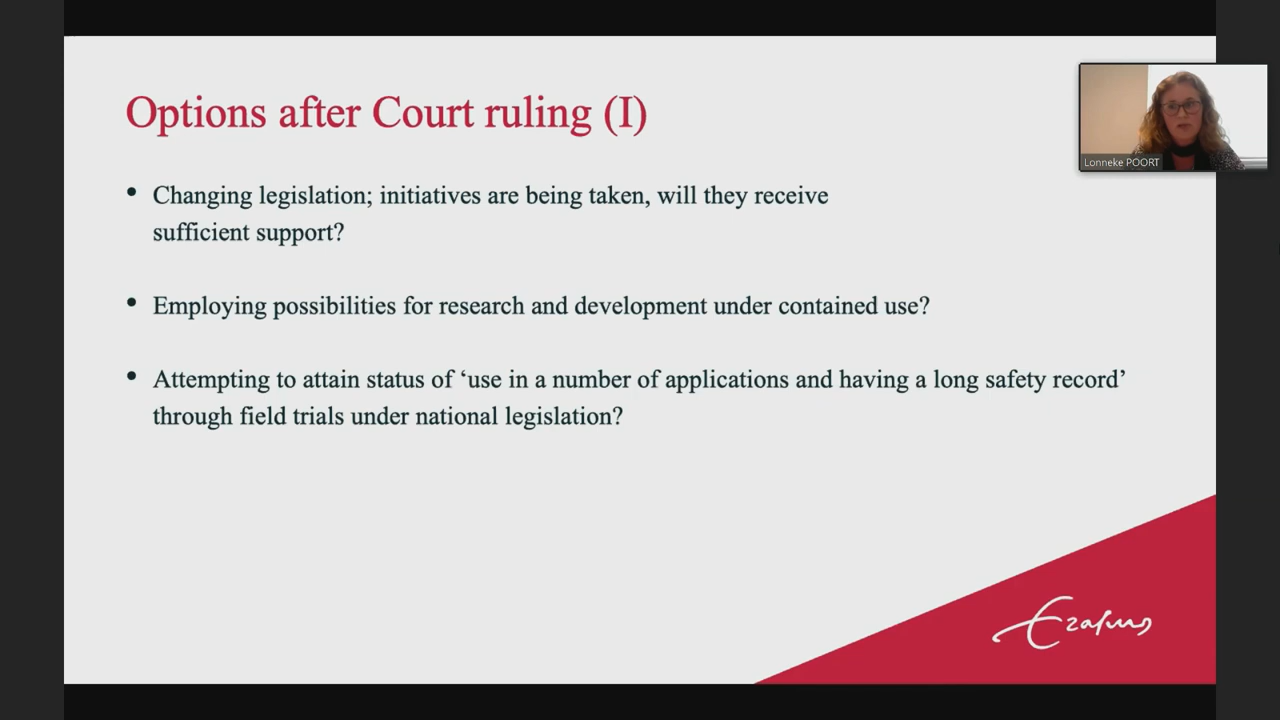 Options after Court ruling (I)
• Changing legislation; initiatives are being taken, will they receive
sufficient support?
• Employing possibilities for research and development under contained use?
• Attempting to attain status of ‘use in a number of applications and having a long safety record’
through field trials under national legislation?
Lonneke POORT
Erasmus